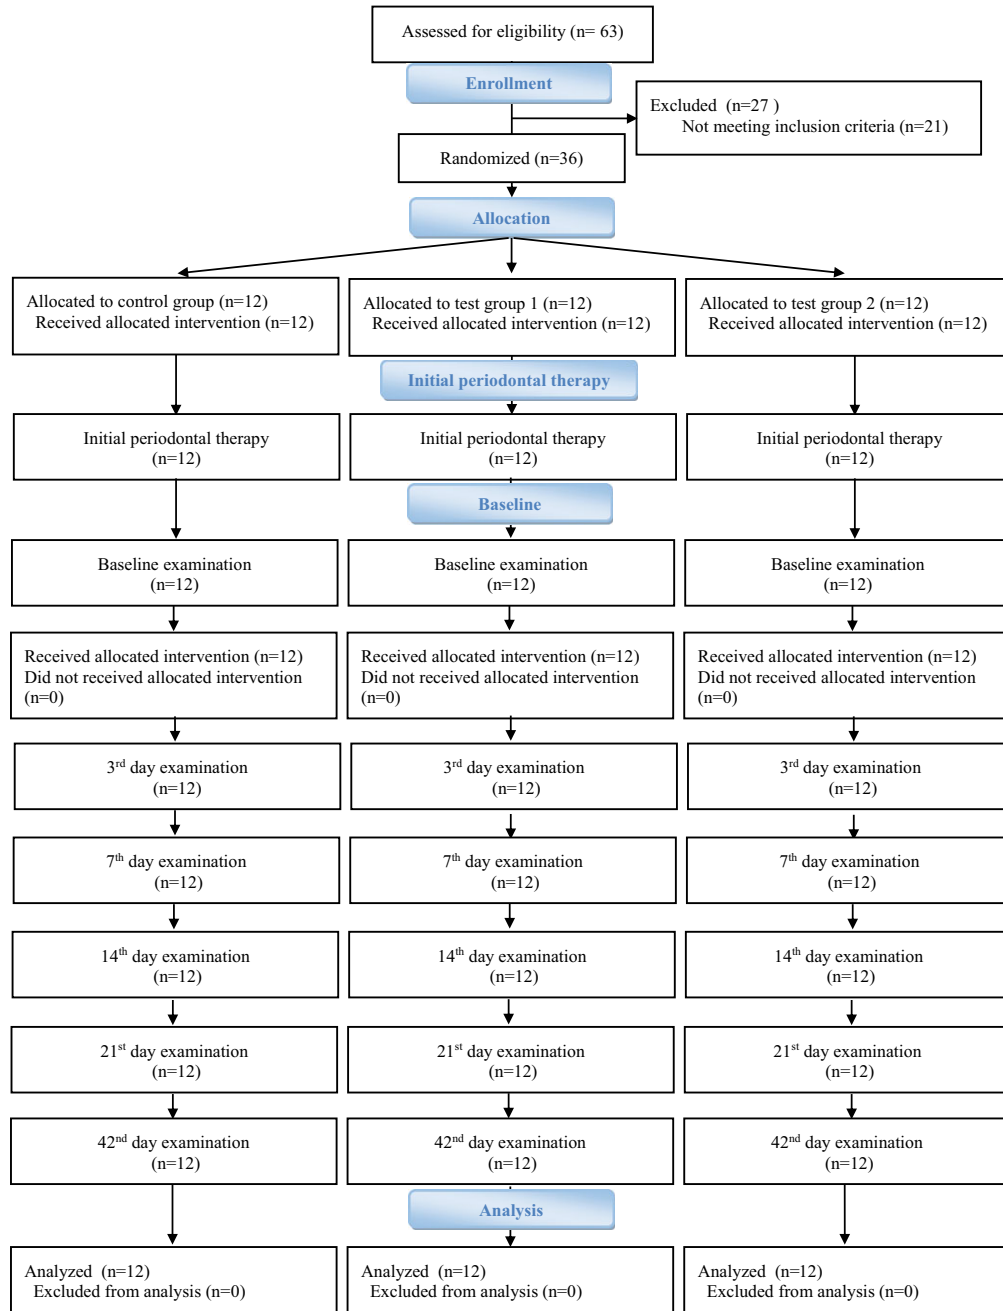 Assessed for eligibility (n= 63)
Enrollment
Excluded  (n=27 )
Not meeting inclusion criteria (n=21)
Randomized (n=36)
Allocation
Allocated to control group (n=12)
Received allocated intervention (n=12)
Allocated to test group 1 (n=12)
Received allocated intervention (n=12)
Allocated to test group 2 (n=12)
Received allocated intervention (n=12)
Initial periodontal therapy
Initial periodontal therapy
(n=12)
Initial periodontal therapy
(n=12)
Initial periodontal therapy
(n=12)
Baseline
Baseline examination
(n=12)
Baseline examination
(n=12)
Baseline examination
(n=12)
Received allocated intervention (n=12)
Did not received allocated intervention
(n=0)
Received allocated intervention (n=12)
Did not received allocated intervention
(n=0)
Received allocated intervention (n=12)
Did not received allocated intervention
(n=0)
3rd day examination
(n=12)
3rd day examination
(n=12)
3rd day examination
(n=12)
7th day examination
(n=12)
7th day examination
(n=12)
7th day examination
(n=12)
14th day examination
(n=12)
14th day examination
(n=12)
14th day examination
(n=12)
21st day examination
(n=12)
21st day examination
(n=12)
21st day examination
(n=12)
42nd day examination
(n=12)
42nd day examination
(n=12)
42nd day examination
(n=12)
Analysis
Analyzed  (n=12)
Excluded from analysis (n=0)
Analyzed  (n=12)
Excluded from analysis (n=0)
Analyzed  (n=12)
Excluded from analysis (n=0)